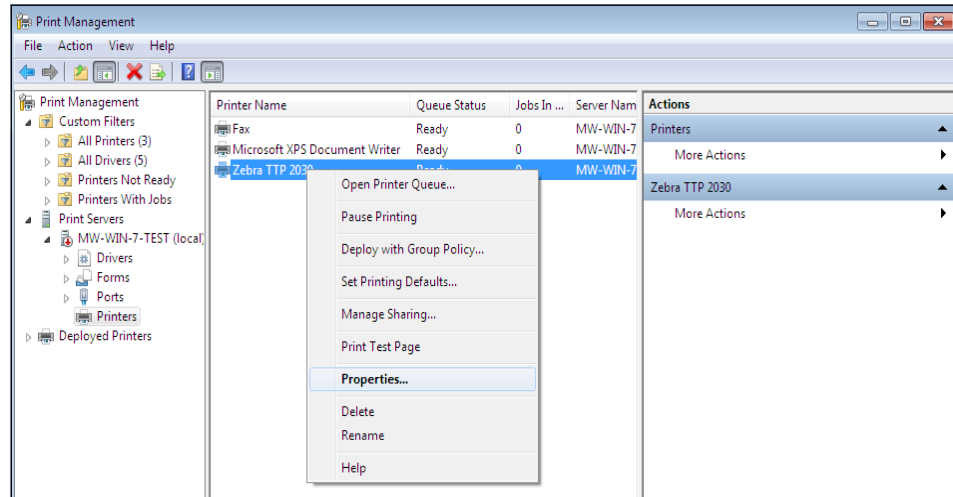 Print Management
File Action View Help
Print Management
Custom Filters
All Printers (3)
All Drivers (5)
Printers Not Ready
Printers With Jobs
Print Servers
MW-WIN-7-TEST (local)
Drivers
Forms
Ports
Printers
Deployed Printers
Printer Name Queue Status Jobs In ... Server Nam
Fax Ready 0 MW-WIN-7
Microsoft XPS Document Writer Ready 0 MW-WIN-7
Zebra TTP 2030 Ready 0 MW-WIN-7
Open Printer Queue...
Pause Printing
Deploy with Group Policy...
Set Printing Defaults...
Manage Sharing...
Print Test Page
Properties...
Delete
Rename
Help
Actions
Printers
More Actions
Zebra TTP 2030
More Actions